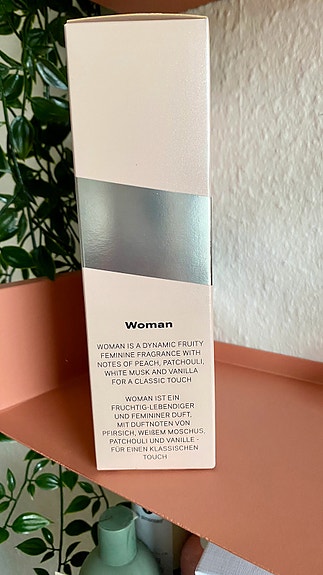 Woman
WOMAN IS A DYNAMIC FRUITY
FEMININE FRAGRANCE WITH
NOTES OF PEACH, PATCHOULI,
WHITE MUSK AND VANILLA
FOR A CLASSIC TOUCH
WOMAN IST EIN
FRUCHTIG-LEBENDIGER
UND FEMININER DUFT,
MIT DUFTNOTEN VON
PFIRSICH, WEIßEM MOSCHUS,
PATCHOULI UND VANILLE -
FÜR EINEN KLASSISCHEN
TOUCH